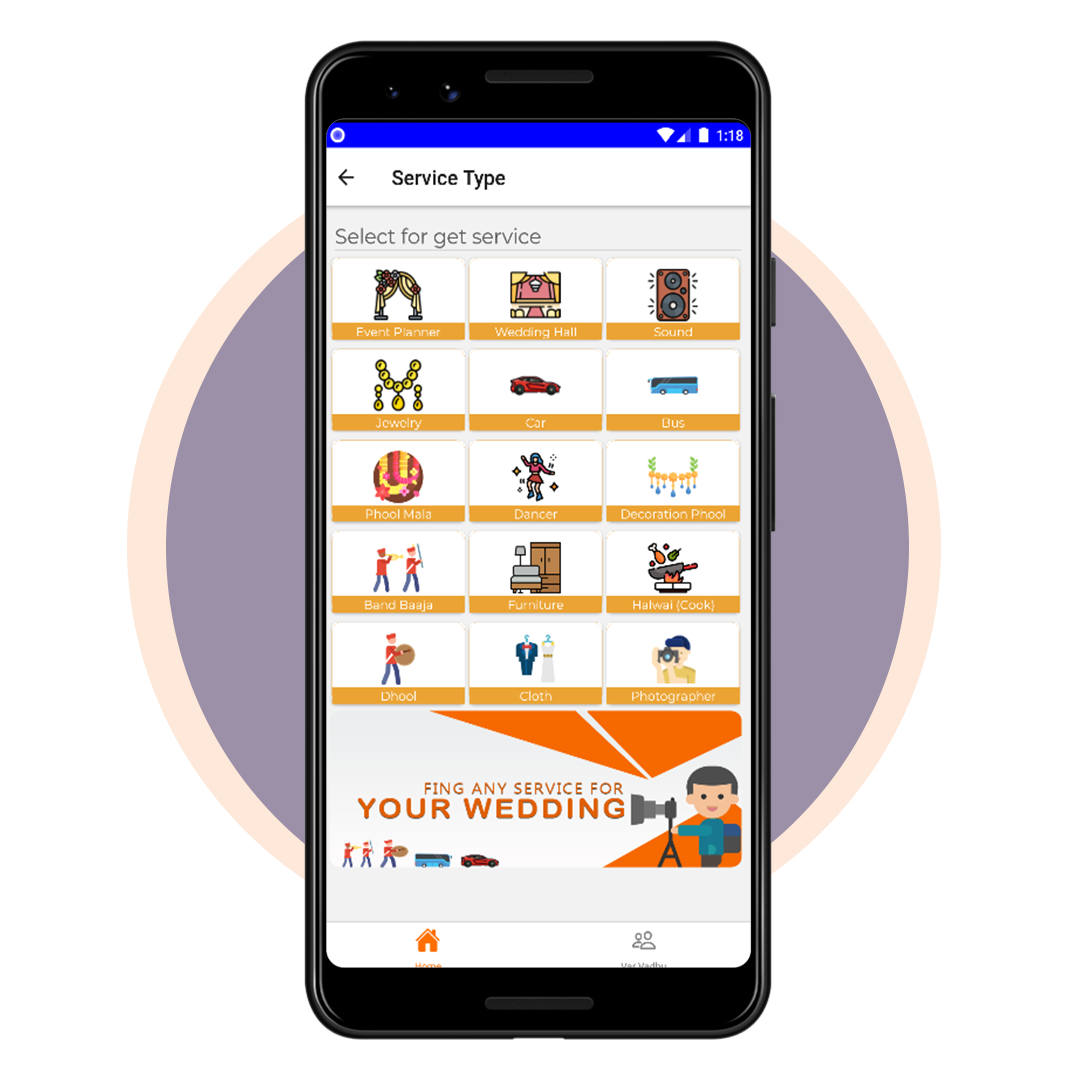 1:18
Service Type
Select for get service
Event Planner
Wedding Hall
Sound
Jewelry
Car
Bus
Phool Mala
Dancer
Decoration Phool
Band Baaja
Furniture
Halwai (Cook)
Dhool
Cloth
Photographer
FING ANY SERVICE FOR
YOUR WEDDING
Home
Var Vadhu